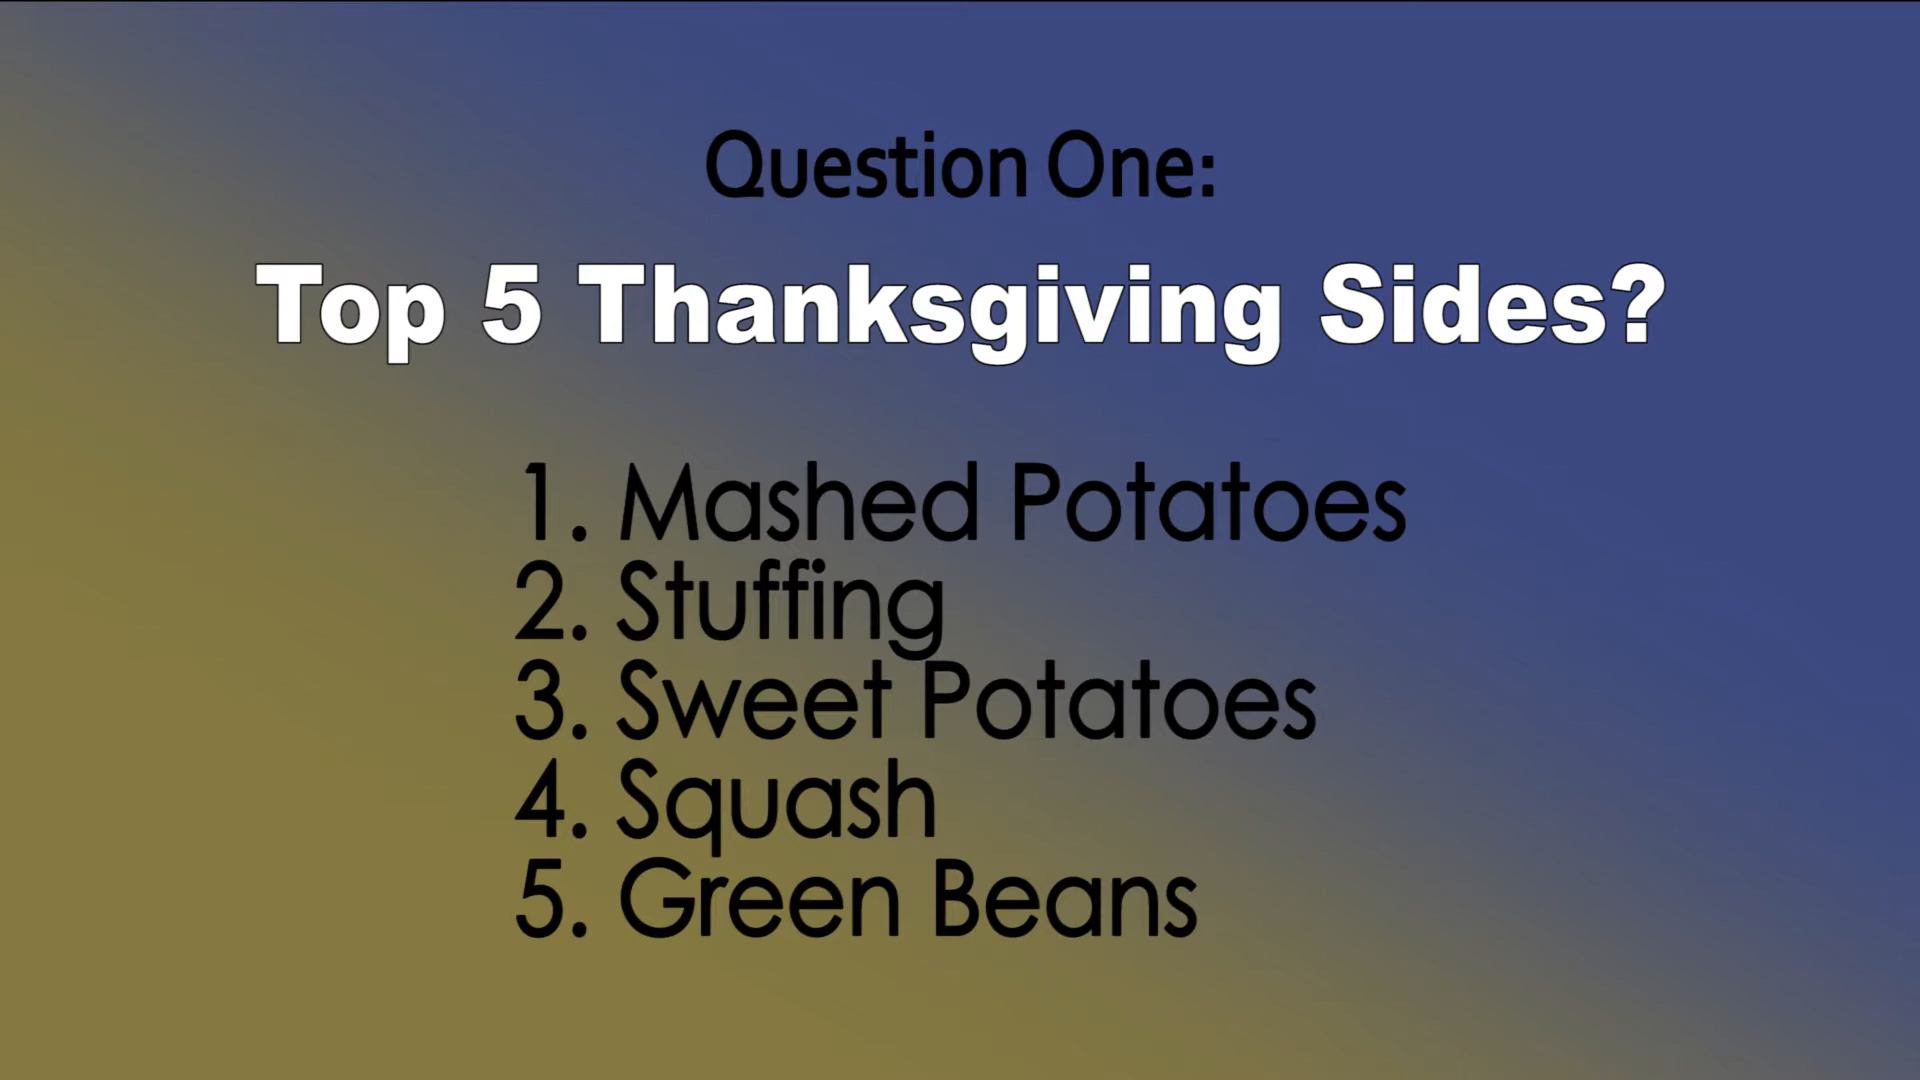 Question One:
Top 5 Thanksgiving Sides?
1. Mashed Potatoes
2. Stuffing
3. Sweet Potatoes
4. Squash
5. Green Beans